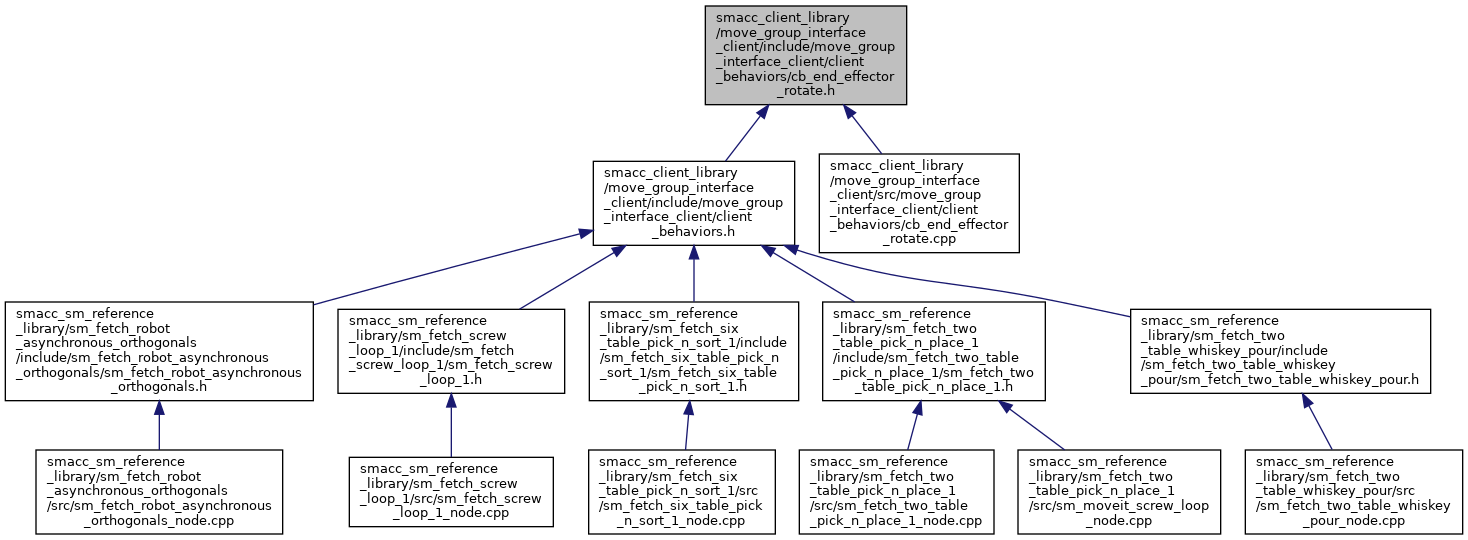 smacc_client_library
/move_group_interface
_client/include/move_group
_interface_client/client
_behaviors/cb_end_effector
_rotate.h
smacc_client_library
/move_group_interface
_client/include/move_group
_interface_client/client
_behaviors.h
smacc_client_library
/move_group_interface
_client/src/move_group
_interface_client/client
_behaviors/cb_end_effector
_rotate.cpp
smacc_sm_reference
_library/sm_fetch_robot
_asynchronous_orthogonals
/include/sm_fetch_robot_asynchronous
_orthogonals/sm_fetch_robot_asynchronous
_orthogonals.h
smacc_sm_reference
_library/sm_fetch_screw
_loop_1/include/sm_fetch
_screw_loop_1/sm_fetch_screw
_loop_1.h
smacc_sm_reference
_library/sm_fetch_six
_table_pick_n_sort_1/include
/sm_fetch_six_table_pick_n
_sort_1/sm_fetch_six_table
_pick_n_sort_1.h
smacc_sm_reference
_library/sm_fetch_two
_table_pick_n_place_1
/include/sm_fetch_two_table
_pick_n_place_1/sm_fetch_two
_table_pick_n_place_1.h
smacc_sm_reference
_library/sm_fetch_two
_table_whiskey_pour/include
/sm_fetch_two_table_whiskey
_pour/sm_fetch_two_table_whiskey_pour.h
smacc_sm_reference
_library/sm_fetch_robot
_asynchronous_orthogonals
/src/sm_fetch_robot_asynchronous
_orthogonals_node.cpp
smacc_sm_reference
_library/sm_fetch_screw
_loop_1/src/sm_fetch_screw
_loop_1_node.cpp
smacc_sm_reference
_library/sm_fetch_six
_table_pick_n_sort_1/src
/sm_fetch_six_table_pick
_n_sort_1_node.cpp
smacc_sm_reference
_library/sm_fetch_two
_table_pick_n_place_1
/src/sm_fetch_two_table
_pick_n_place_1_node.cpp
smacc_sm_reference
_library/sm_fetch_two
_table_pick_n_place_1
/src/sm_moveit_screw_loop
_node.cpp
smacc_sm_reference
_library/sm_fetch_two
_table_whiskey_pour/src
/sm_fetch_two_table_whiskey
_pour_node.cpp